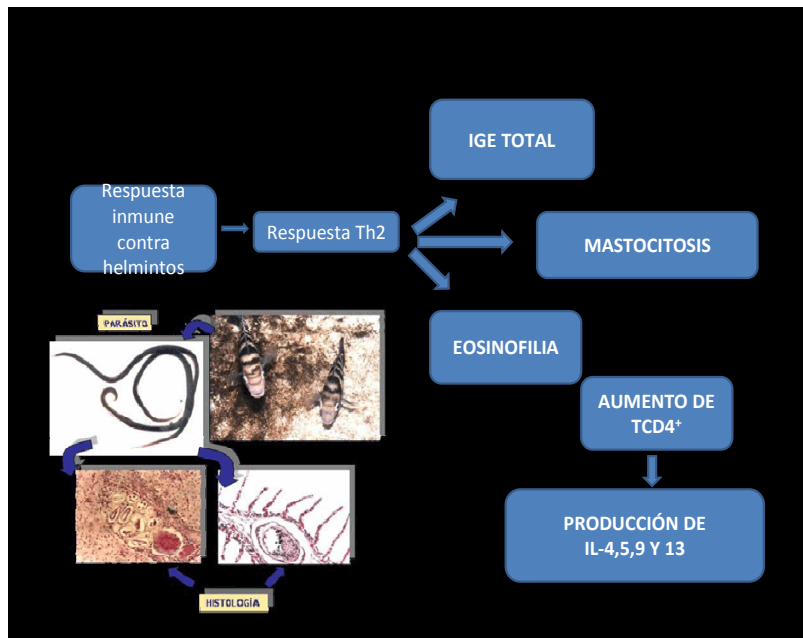 IGE TOTAL
Respuesta
inmune
contra
helmintos
Respuesta Th2
MASTOCITOSIS
EOSINOFILIA
AUMENTO DE
TCD4⁺
PRODUCCIÓN DE
IL-4,5,9 Y 13
PARÁSITO
HISTOLOGÍA